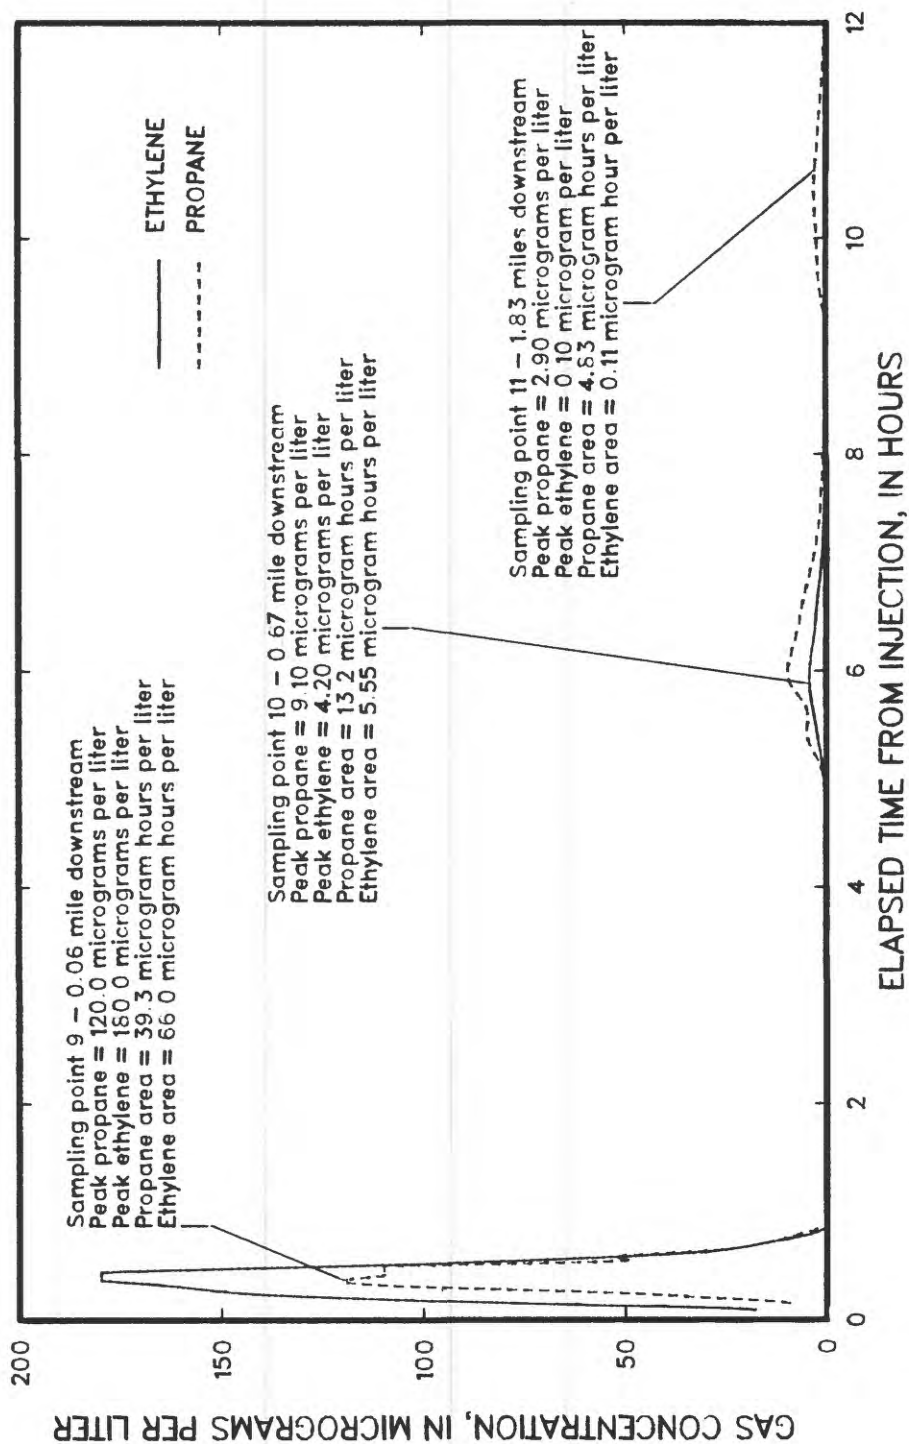 GAS CONCENTRATION, IN MICROGRAMS PER LITER
200
150
100
50
0
ETHYLENE
PROPANE
Sampling point 9 – 0.06 mile downstream
Peak propane = 120.0 micrograms per liter
Peak ethylene = 180.0 micrograms per liter
Propane area = 39.3 microgram hours per liter
Ethylene area = 66.0 microgram hours per liter
Sampling point 10 – 0.67 mile downstream
Peak propane = 9.10 micrograms per liter
Peak ethylene = 4.20 micrograms per liter
Propane area = 13.2 microgram hours per liter
Ethylene area = 5.55 microgram hours per liter
Sampling point 11 – 1.83 miles downstream
Peak propane = 2.90 micrograms per liter
Peak ethylene = 0.10 microgram per liter
Propane area = 4.83 microgram hours per liter
Ethylene area = 0.11 microgram hour per liter
0
2
4
6
8
10
12
ELAPSED TIME FROM INJECTION, IN HOURS